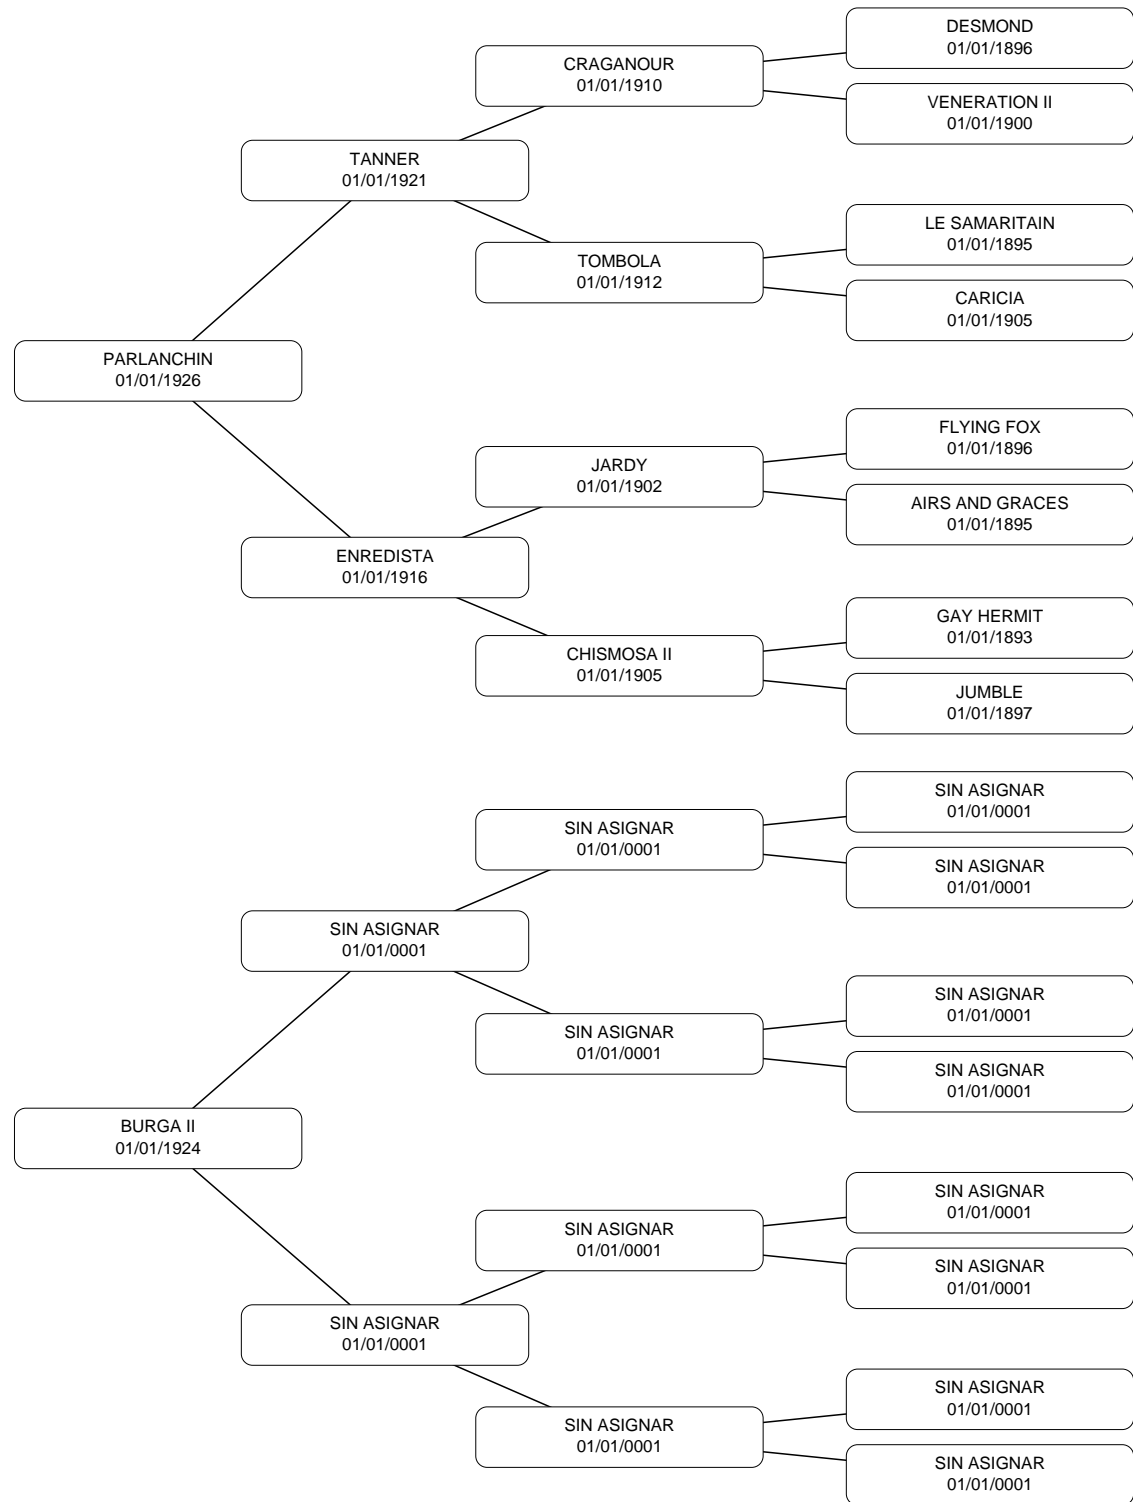 DESMOND
01/01/1896
CRAGANOUR
01/01/1910
VENERATION II
01/01/1900
TANNER
01/01/1921
LE SAMARITAIN
01/01/1895
TOMBOLA
01/01/1912
CARICIA
01/01/1905
PARLANCHIN
01/01/1926
FLYING FOX
01/01/1896
JARDY
01/01/1902
AIRS AND GRACES
01/01/1895
ENREDISTA
01/01/1916
GAY HERMIT
01/01/1893
CHISMOSA II
01/01/1905
JUMBLE
01/01/1897
SIN ASIGNAR
01/01/0001
SIN ASIGNAR
01/01/0001
SIN ASIGNAR
01/01/0001
SIN ASIGNAR
01/01/0001
SIN ASIGNAR
01/01/0001
SIN ASIGNAR
01/01/0001
SIN ASIGNAR
01/01/0001
BURGA II
01/01/1924
SIN ASIGNAR
01/01/0001
SIN ASIGNAR
01/01/0001
SIN ASIGNAR
01/01/0001
SIN ASIGNAR
01/01/0001
SIN ASIGNAR
01/01/0001
SIN ASIGNAR
01/01/0001
SIN ASIGNAR
01/01/0001